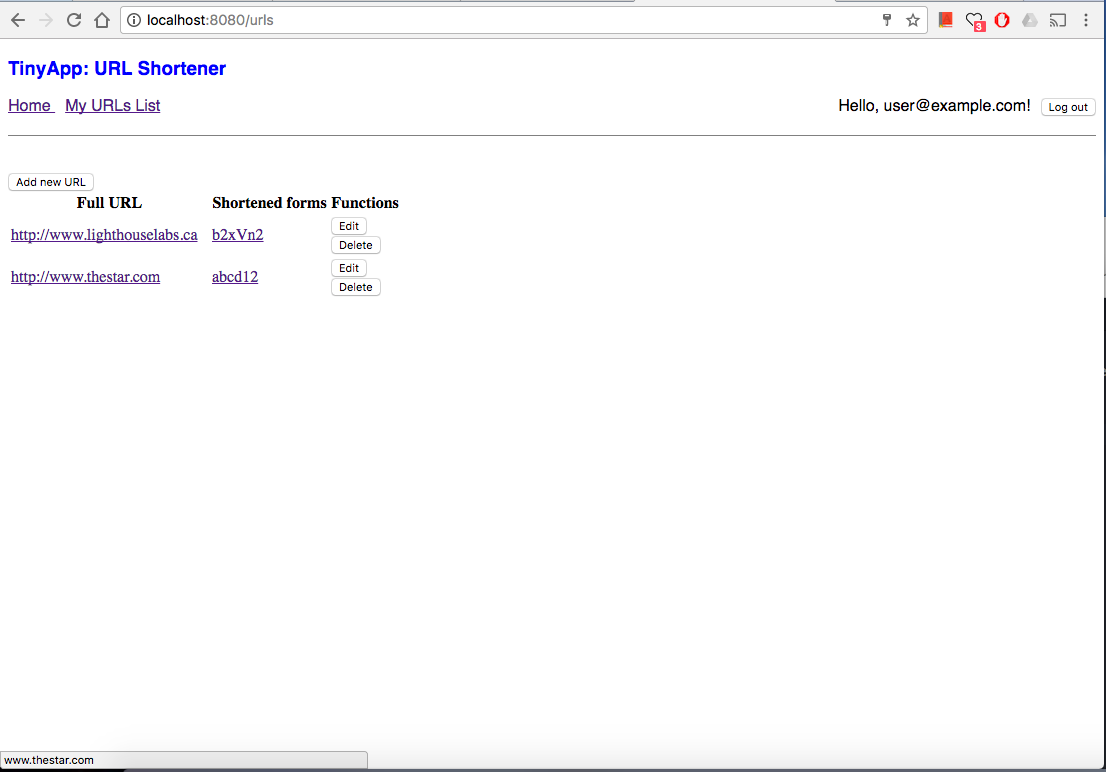 localhost:8080/urls
3
TinyApp: URL Shortener
Home My URLs List Hello, user@example.com! Log out
Add new URL
Full URL Shortened forms Functions
http://www.lighthouselabs.ca b2xVn2 Edit
Delete
http://www.thestar.com abcd12 Edit
Delete
www.thestar.com